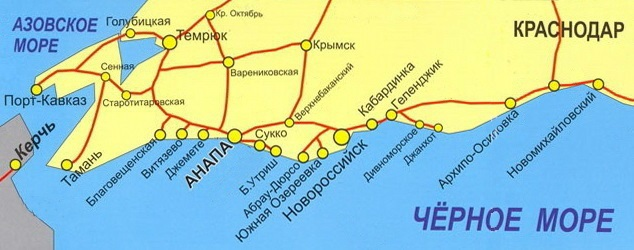 АЗОВСКОЕ
МОРЕ
Голубицкая
Кр. Октябрь
Темрюк
Крымск
КРАСНОДАР
Сенная
Варениковская
Порт-Кавказ
Старотитаровская
Верхнебаканский
Кабардинка
Геленджик
Керчь
Тамань
Благовещенская
Витязево
Джемете
АНАПА
Сукко
Б.Утриш
Абрау-Дюрсо
Южная Озереевка
Новороссийск
Дивноморское
Джанхот
Архипо-Осиповка
Новомихайловский
ЧЁРНОЕ МОРЕ